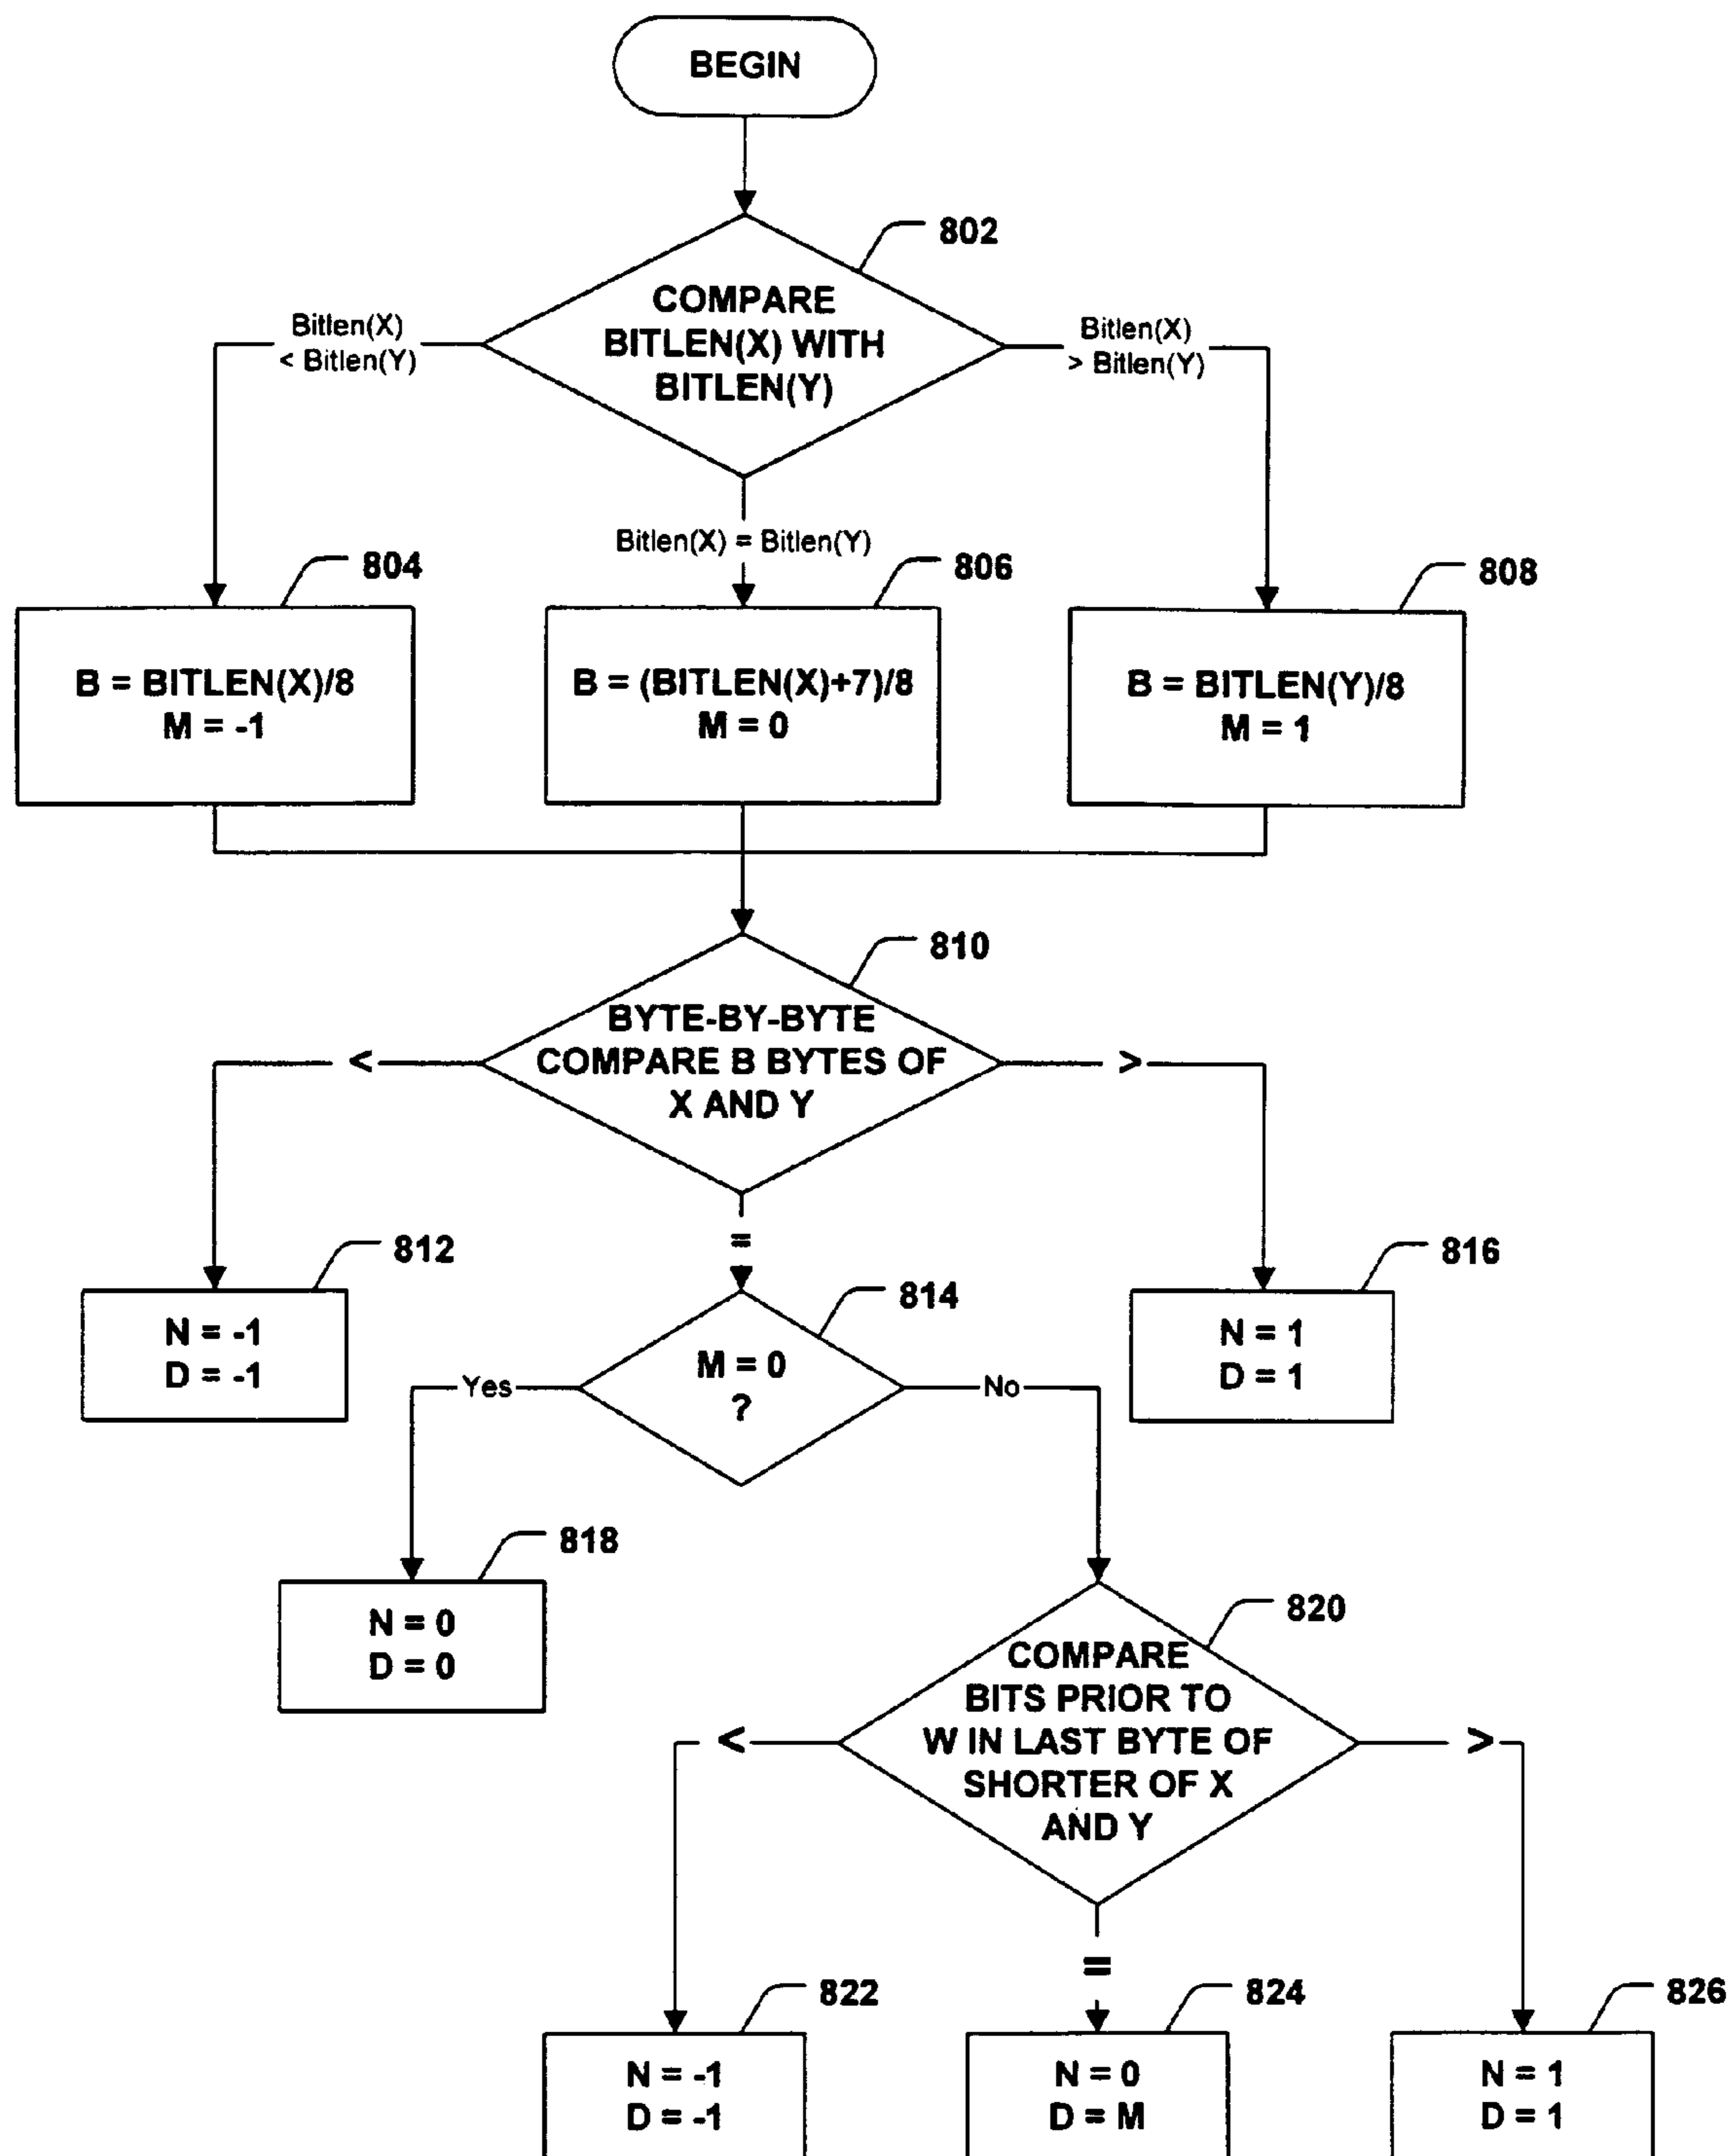 BEGIN
802
COMPARE
BITLEN(X) WITH
BITLEN(Y)
Bitlen(X)
< Bitlen(Y)
Bitlen(X)
> Bitlen(Y)
Bitlen(X) = Bitlen(Y)
804
B = BITLEN(X)/8
M = -1
806
B = (BITLEN(X)+7)/8
M = 0
808
B = BITLEN(Y)/8
M = 1
810
BYTE-BY-BYTE
COMPARE B BYTES OF
X AND Y
<
>
=
812
N = -1
D = -1
814
M = 0
?
816
N = 1
D = 1
Yes
No
818
N = 0
D = 0
820
COMPARE
BITS PRIOR TO
W IN LAST BYTE OF
SHORTER OF X
AND Y
<
>
=
822
N = -1
D = -1
824
N = 0
D = M
826
N = 1
D = 1